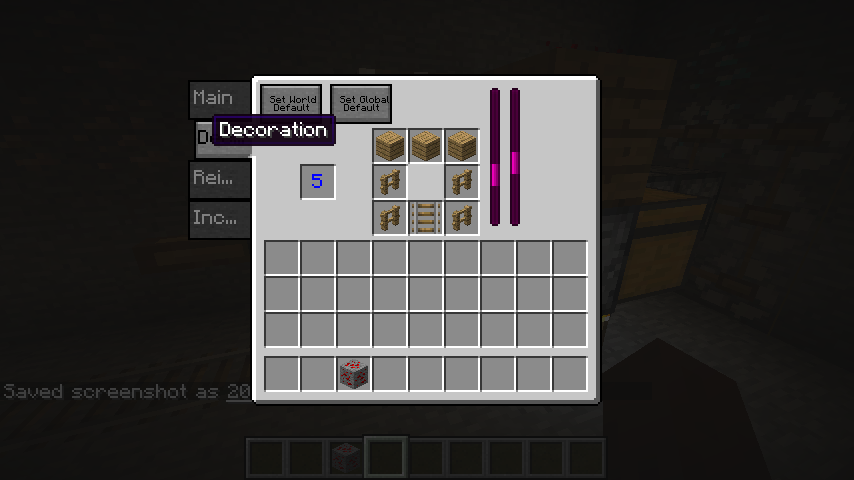 Main
Set World
Default
Set Global
Default
Decoration
Rei...
5
Inc...
Saved screenshot as 20